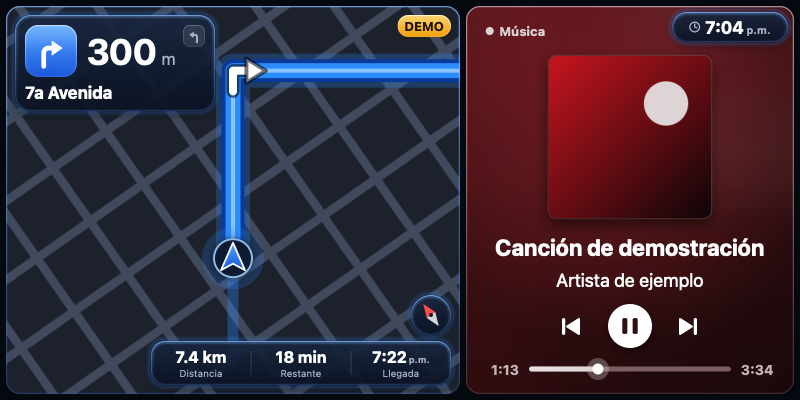 300 m
7a Avenida
DEMO
7.4 km
Distancia
18 min
Restante
7:22 p.m.
Llegada
Música
7:04 p.m.
Canción de demostración
Artista de ejemplo
1:13
3:34